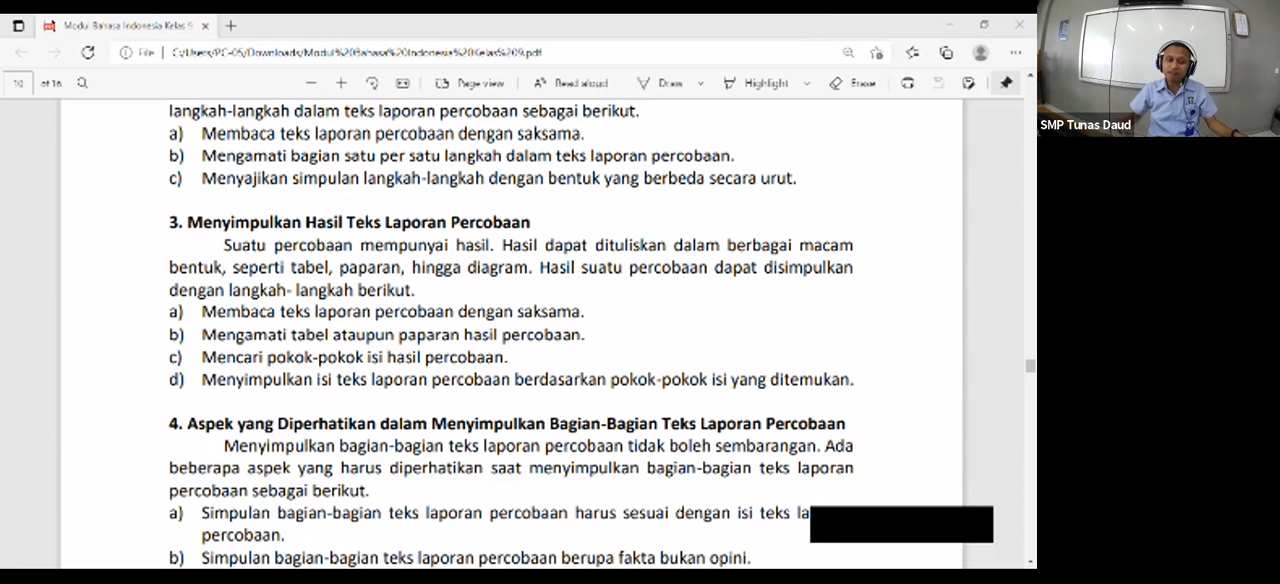 Modul Bahasa Indonesia Kelas 9
File | C:/Users/PC-05/Downloads/Modul%20Bahasa%20Indonesia%20Kelas%209.pdf
10 of 16 Page view Read aloud Draw Highlight Erase
SMP Tunas Daud
langkah-langkah dalam teks laporan percobaan sebagai berikut.
a) Membaca teks laporan percobaan dengan saksama.
b) Mengamati bagian satu per satu langkah dalam teks laporan percobaan.
c) Menyajikan simpulan langkah-langkah dengan bentuk yang berbeda secara urut.
3. Menyimpulkan Hasil Teks Laporan Percobaan
Suatu percobaan mempunyai hasil. Hasil dapat dituliskan dalam berbagai macam
bentuk, seperti tabel, paparan, hingga diagram. Hasil suatu percobaan dapat disimpulkan
dengan langkah- langkah berikut.
a) Membaca teks laporan percobaan dengan saksama.
b) Mengamati tabel ataupun paparan hasil percobaan.
c) Mencari pokok-pokok isi hasil percobaan.
d) Menyimpulkan isi teks laporan percobaan berdasarkan pokok-pokok isi yang ditemukan.
4. Aspek yang Diperhatikan dalam Menyimpulkan Bagian-Bagian Teks Laporan Percobaan
Menyimpulkan bagian-bagian teks laporan percobaan tidak boleh sembarangan. Ada
beberapa aspek yang harus diperhatikan saat menyimpulkan bagian-bagian teks laporan
percobaan sebagai berikut.
a) Simpulan bagian-bagian teks laporan percobaan harus sesuai dengan isi teks la
percobaan.
b) Simpulan bagian-bagian teks laporan percobaan berupa fakta bukan opini.